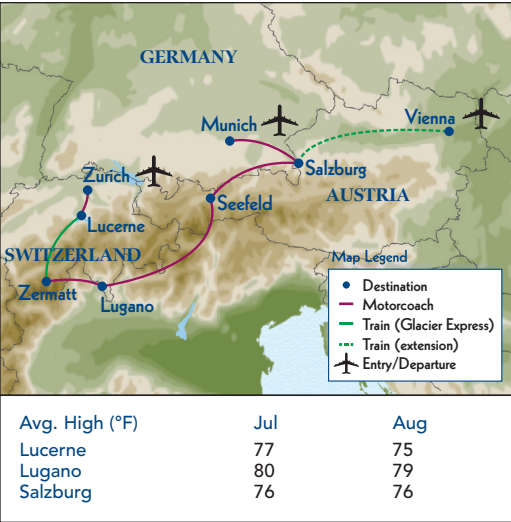 GERMANY
Munich
Vienna
Zurich
Salzburg
Seefeld
AUSTRIA
Lucerne
SWITZERLAND
Zermatt
Lugano
Map Legend
Destination
Motorcoach
Train (Glacier Express)
Train (extension)
Entry/Departure
Avg. High (°F) Jul Aug
Lucerne 77 75
Lugano 80 79
Salzburg 76 76